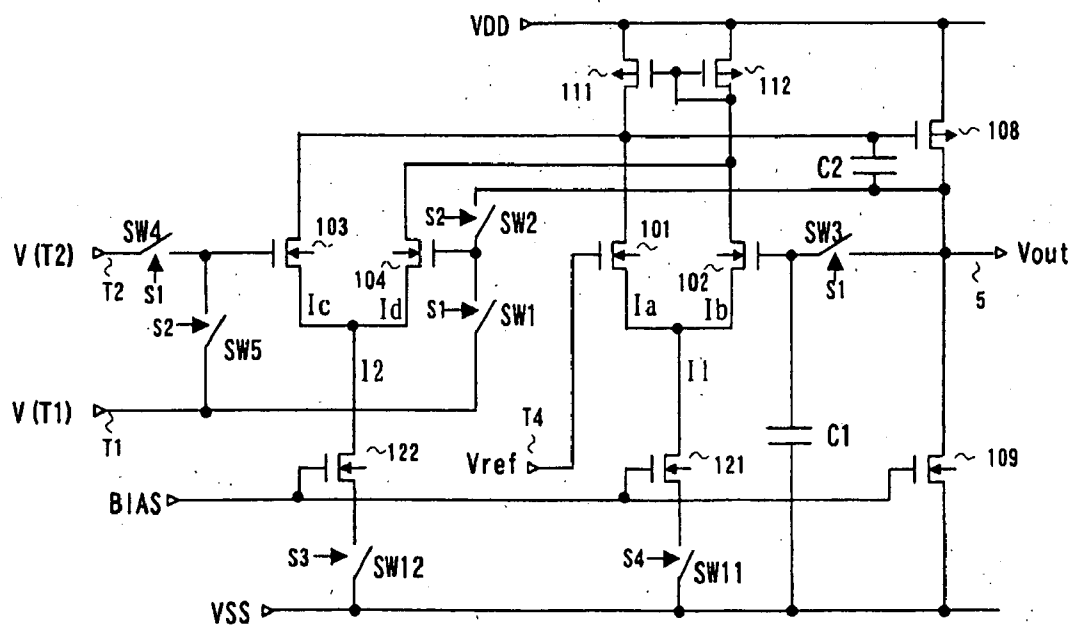 VDD
111
112
108
C2
SW4
103
S2
SW2
101
SW3
V(T2)
104
102
Vout
T2
S1
Ic
Id
S1
SW1
Ia
Ib
S1
5
S2
SW5
I2
I1
V(T1)
T1
T4
C1
122
Vref
121
109
BIAS
S3
SW12
S4
SW11
VSS